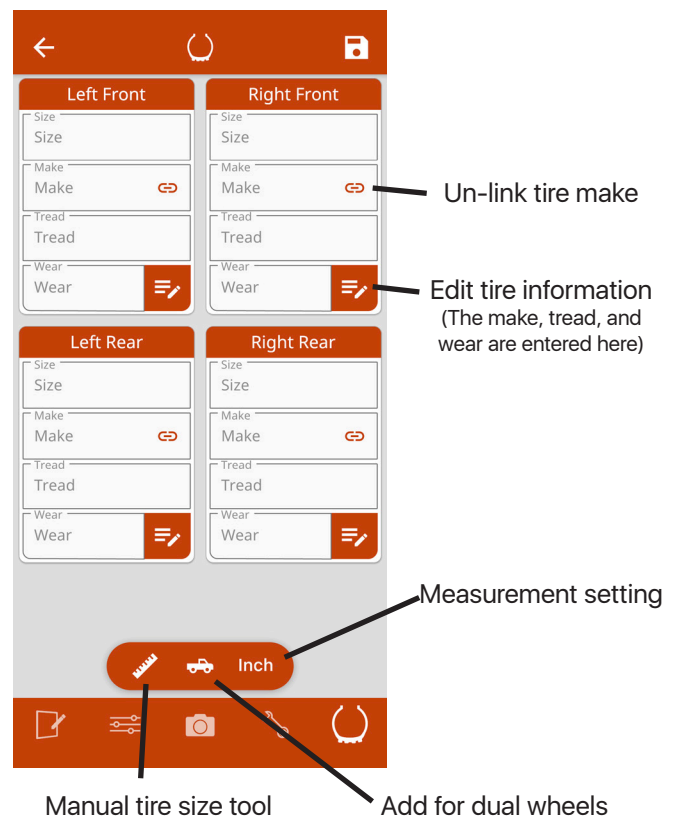 Left Front
Size
Size
Make
Make
Tread
Tread
Wear
Wear
Right Front
Size
Size
Make
Make
Tread
Tread
Wear
Wear
Un-link tire make
Edit tire information
(The make, tread, and
wear are entered here)
Left Rear
Size
Size
Make
Make
Tread
Tread
Wear
Wear
Right Rear
Size
Size
Make
Make
Tread
Tread
Wear
Wear
Measurement setting
Inch
Manual tire size tool
Add for dual wheels